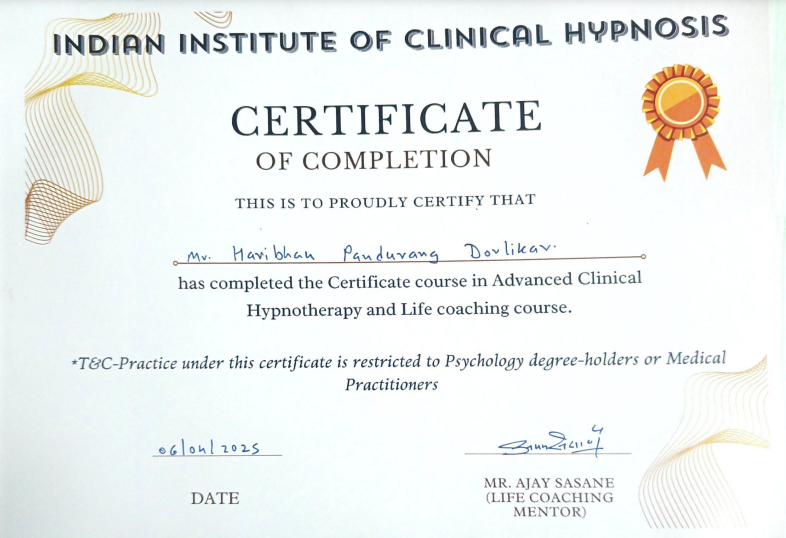 INDIAN INSTITUTE OF CLINICAL HYPNOSIS
CERTIFICATE
OF COMPLETION
THIS IS TO PROUDLY CERTIFY THAT
Mr. Haribhau Pandurang Dorlikar.
has completed the Certificate course in Advanced Clinical
Hypnotherapy and Life coaching course.
*T&C-Practice under this certificate is restricted to Psychology degree-holders or Medical
Practitioners
06/04/2025
DATE
MR. AJAY SASANE
(LIFE COACHING
MENTOR)